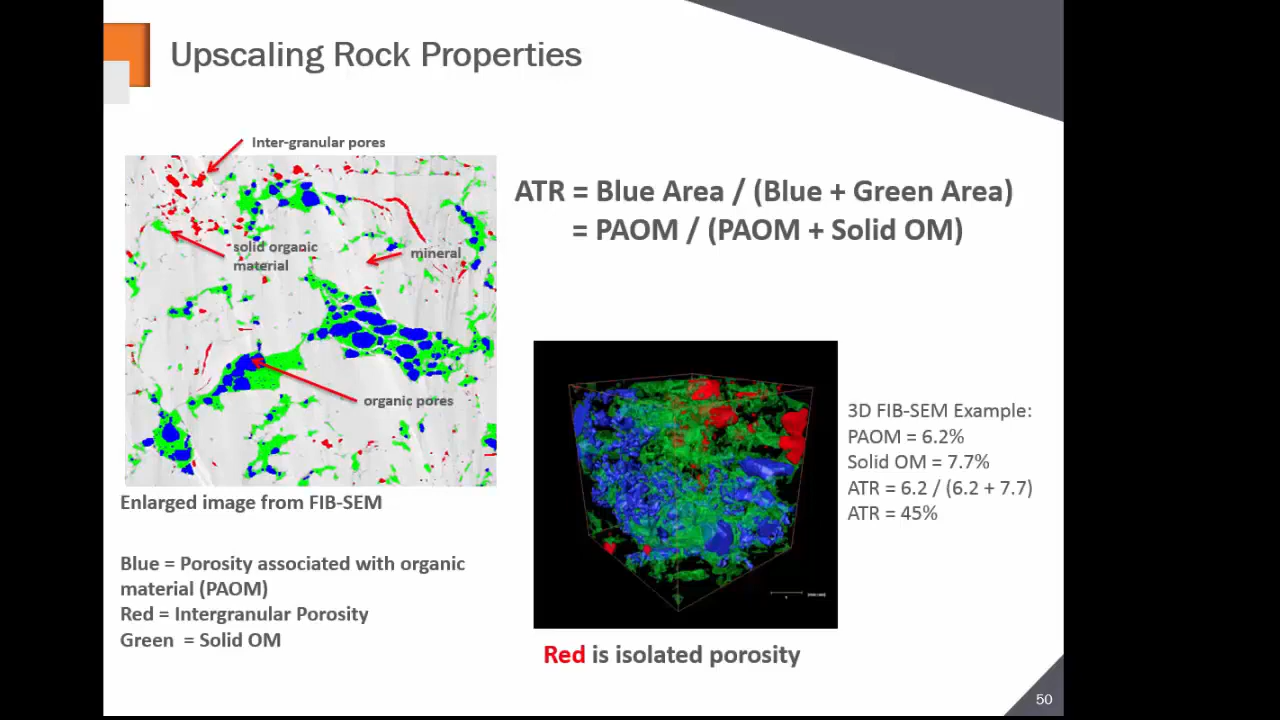 Upscaling Rock Properties
Inter-granular pores
solid organic
material
mineral
organic pores
Enlarged image from FIB-SEM
Blue = Porosity associated with organic
material (PAOM)
Red = Intergranular Porosity
Green = Solid OM
ATR = Blue Area / (Blue + Green Area)
= PAOM / (PAOM + Solid OM)
3D FIB-SEM Example:
PAOM = 6.2%
Solid OM = 7.7%
ATR = 6.2 / (6.2 + 7.7)
ATR = 45%
Red is isolated porosity
50